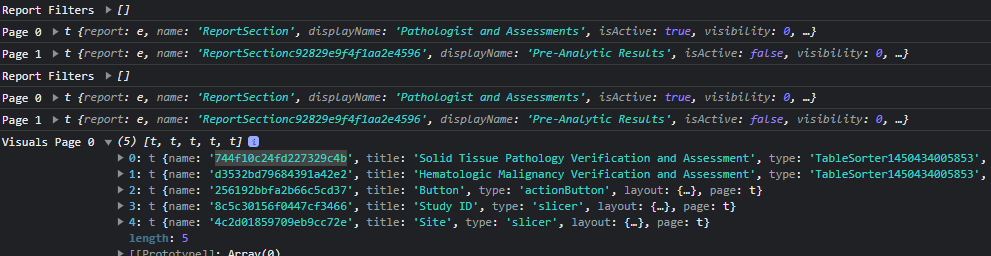 Report Filters ▶ []
Page 0 ▶ t {report: e, name: 'ReportSection', displayName: 'Pathologist and Assessments', isActive: true, visibility: 0, …}
Page 1 ▶ t {report: e, name: 'ReportSectionc92829e9f4f1aa2e4596', displayName: 'Pre-Analytic Results', isActive: false, visibility: 0, …}
Report Filters ▶ []
Page 0 ▶ t {report: e, name: 'ReportSection', displayName: 'Pathologist and Assessments', isActive: true, visibility: 0, …}
Page 1 ▶ t {report: e, name: 'ReportSectionc92829e9f4f1aa2e4596', displayName: 'Pre-Analytic Results', isActive: false, visibility: 0, …}
Visuals Page 0 ▼ (5) [t, t, t, t, t] i
▶ 0: t {name: '744f10c24fd227329c4b', title: 'Solid Tissue Pathology Verification and Assessment', type: 'TableSorter1450434005853',
▶ 1: t {name: 'd3532bd79684391a42e2', title: 'Hematologic Malignancy Verification and Assessment', type: 'TableSorter1450434005853',
▶ 2: t {name: '256192bbfa2b66c5cd37', title: 'Button', type: 'actionButton', layout: {…}, page: t}
▶ 3: t {name: '8c5c30156f0447cf3466', title: 'Study ID', type: 'slicer', layout: {…}, page: t}
▶ 4: t {name: '4c2d01859709eb9cc72e', title: 'Site', type: 'slicer', layout: {…}, page: t}
length: 5
▶ [[Prototype]]: Array(0)